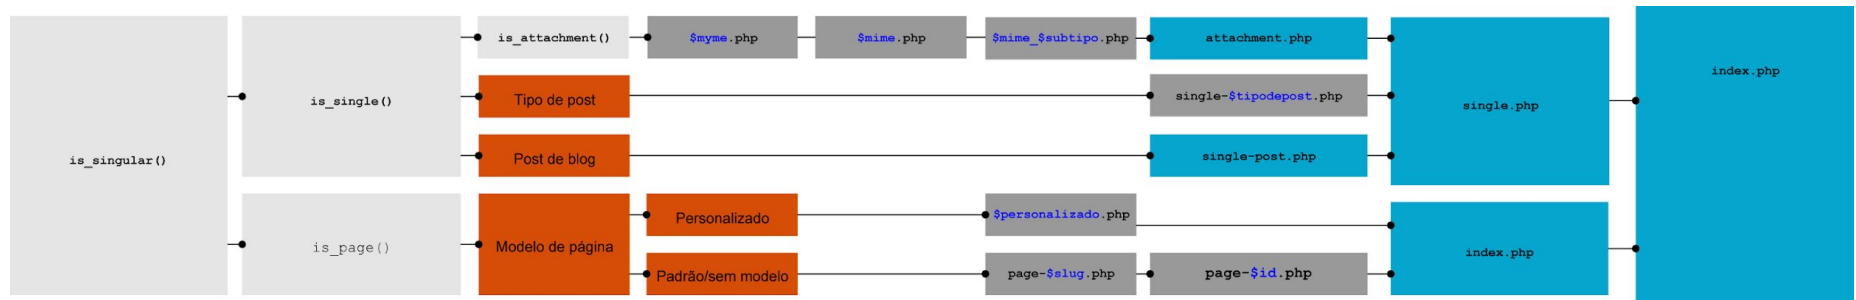 is_singular()
is_single()
is_attachment()
$myme.php
$mime.php
$mime_$subtipo.php
attachment.php
Tipo de post
single-$tipodepost.php
Post de blog
single-post.php
single.php
index.php
is_page()
Modelo de página
Personalizado
$personalizado.php
Padrão/sem modelo
page-$slug.php
page-$id.php
index.php